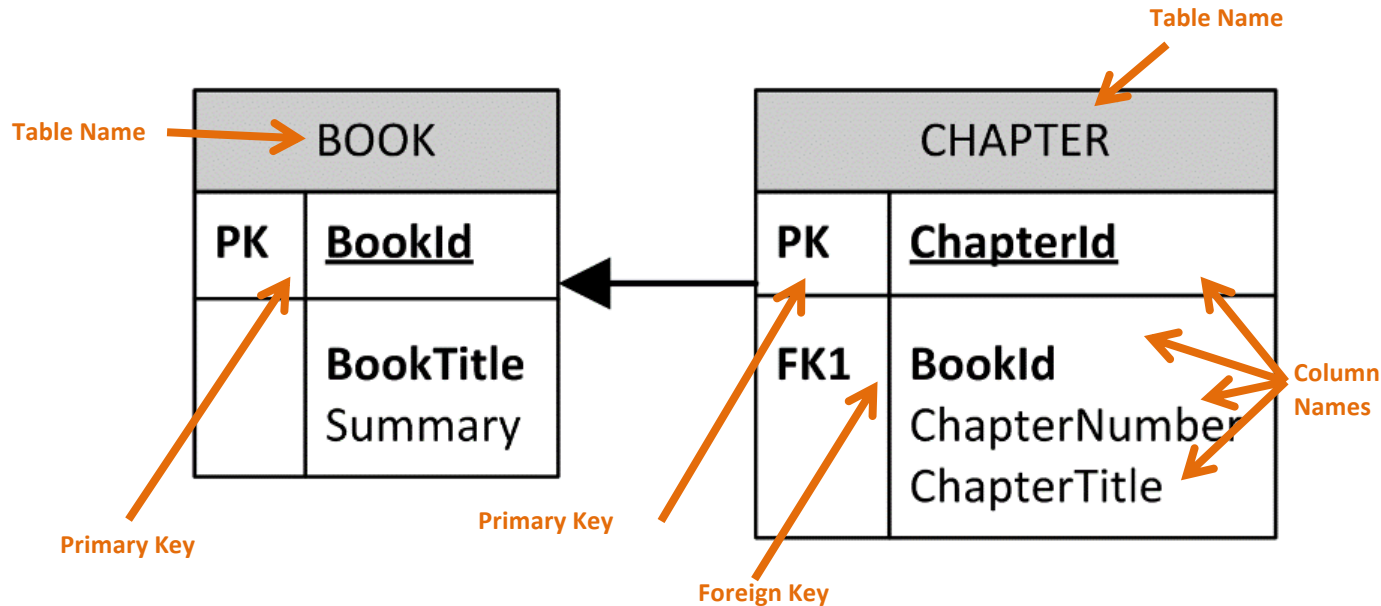 Table Name
Table Name
BOOK
CHAPTER
PK BookId
PK ChapterId
BookTitle
Summary
FK1 BookId
ChapterNumber
ChapterTitle
Column
Names
Primary Key
Primary Key
Foreign Key